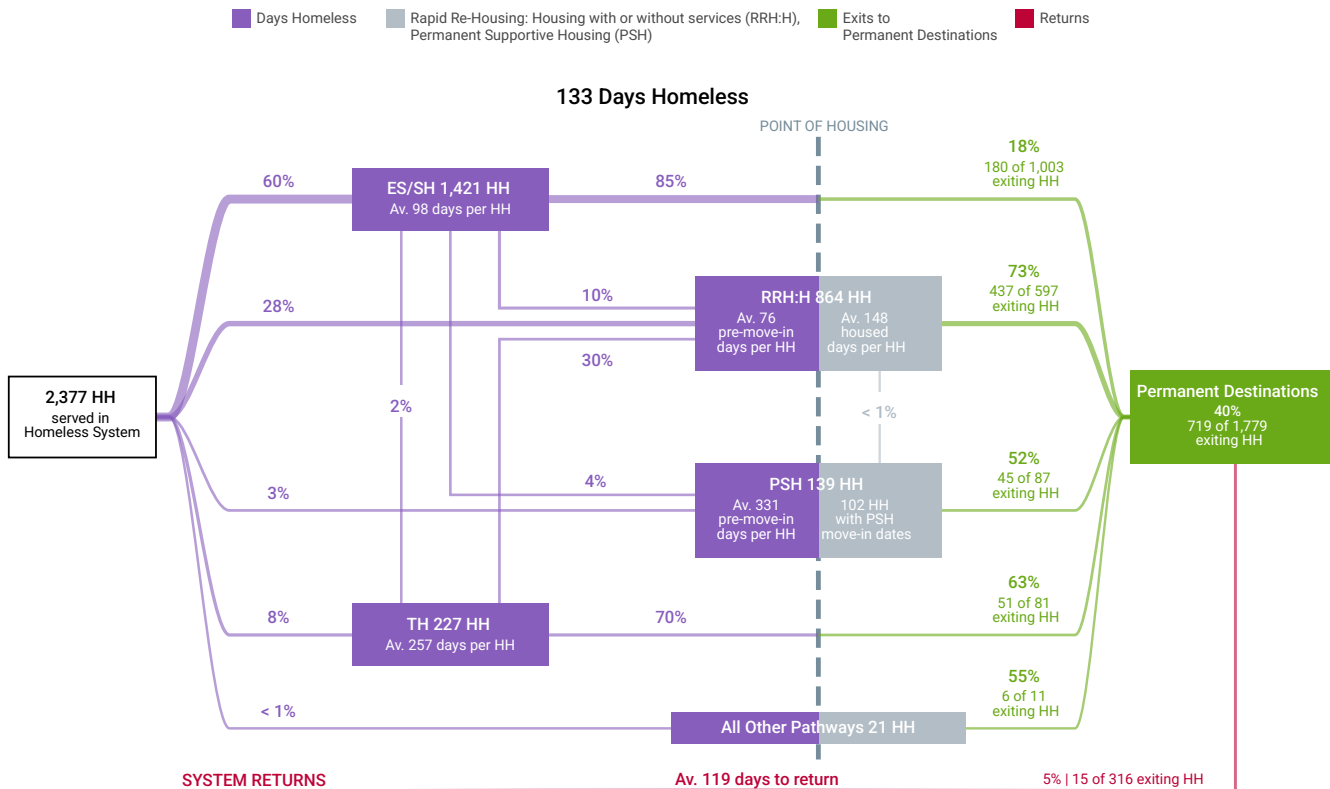 Days Homeless
Rapid Re-Housing: Housing with or without services (RRH:H),
Permanent Supportive Housing (PSH)
Exits to
Permanent Destinations
Returns
133 Days Homeless
POINT OF HOUSING
60%
ES/SH 1,421 HH
Av. 98 days per HH
85%
18%
180 of 1,003
exiting HH
28%
10%
30%
RRH:H 864 HH
Av. 76
pre-move-in
days per HH
Av. 148
housed
days per HH
73%
437 of 597
exiting HH
2,377 HH
served in
Homeless System
2%
< 1%
Permanent Destinations
40%
719 of 1,779
exiting HH
3%
4%
PSH 139 HH
Av. 331
pre-move-in
days per HH
102 HH
with PSH
move-in dates
52%
45 of 87
exiting HH
8%
TH 227 HH
Av. 257 days per HH
70%
63%
51 of 81
exiting HH
< 1%
All Other Pathways 21 HH
55%
6 of 11
exiting HH
SYSTEM RETURNS
Av. 119 days to return
5% | 15 of 316 exiting HH